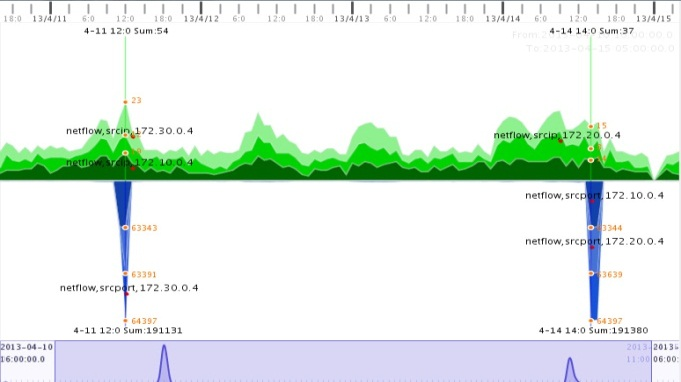 18:0 13/4/11 6:0 12:0 18:0 13/4/12 6:0 12:0 18:0 13/4/13 6:0 12:0 18:0 13/4/14 6:0 12:0 18:0 13/4/15
4-11 12:0 Sum:54
4-14 14:0 Sum:37
23
netflow,srcip,172.30.0.4
netflow,srcip,172.10.0.4
15
netflow,srcip,172.20.0.4
netflow,srcport,172.10.0.4
63343
63344
netflow,srcport,172.20.0.4
63391
63639
netflow,srcport,172.30.0.4
64397
64397
4-11 12:0 Sum:191131
4-14 14:0 Sum:191380
2013-04-10
16:00:00.0